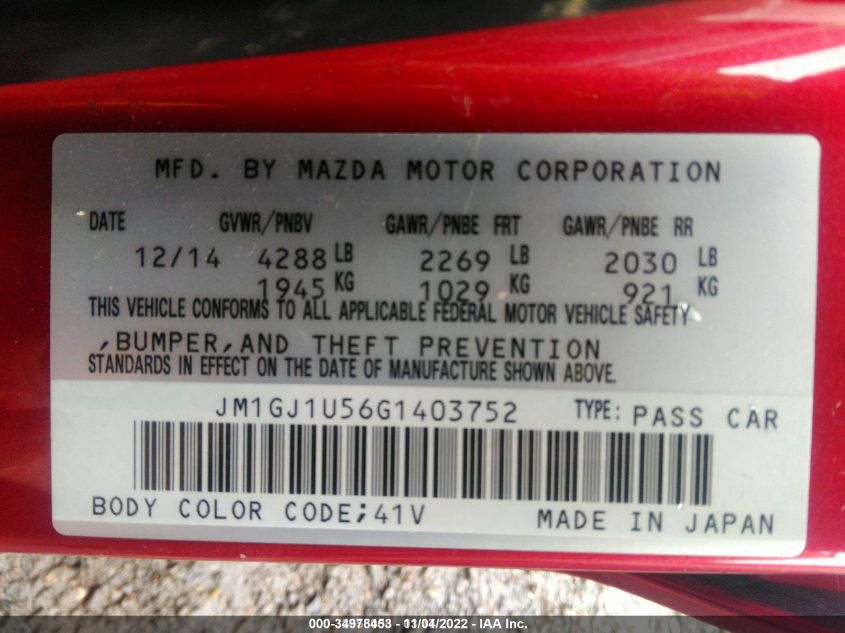 MFD. BY MAZDA MOTOR CORPORATION
DATE GVWR/PNBV GAWR/PNBE FRT GAWR/PNBE RR
12/14 4288 LB 2269 LB 2030 LB
1945 KG 1029 KG 921 KG
THIS VEHICLE CONFORMS TO ALL APPLICABLE FEDERAL MOTOR VEHICLE SAFETY
,BUMPER,AND THEFT PREVENTION
STANDARDS IN EFFECT ON THE DATE OF MANUFACTURE SHOWN ABOVE.
JM1GJ1U56G1403752 TYPE: PASS CAR
BODY COLOR CODE;41V MADE IN JAPAN
000-34978453 - 11/04/2022 - IAA Inc.